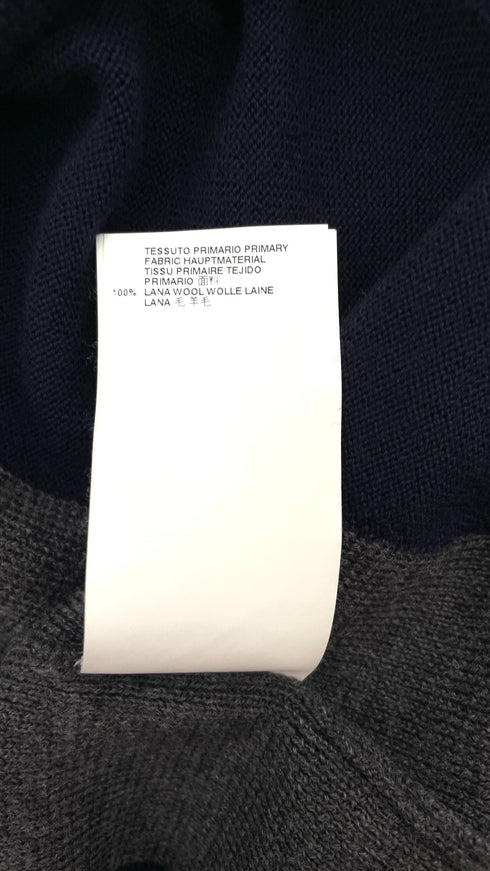 TESSUTO PRIMARIO PRIMARY
FABRIC HAUPTMATERIAL
TISSU PRIMAIRE TEJIDO
PRIMARIO 面料
100% LANA WOOL WOLLE LAINE
LANA 毛 羊毛